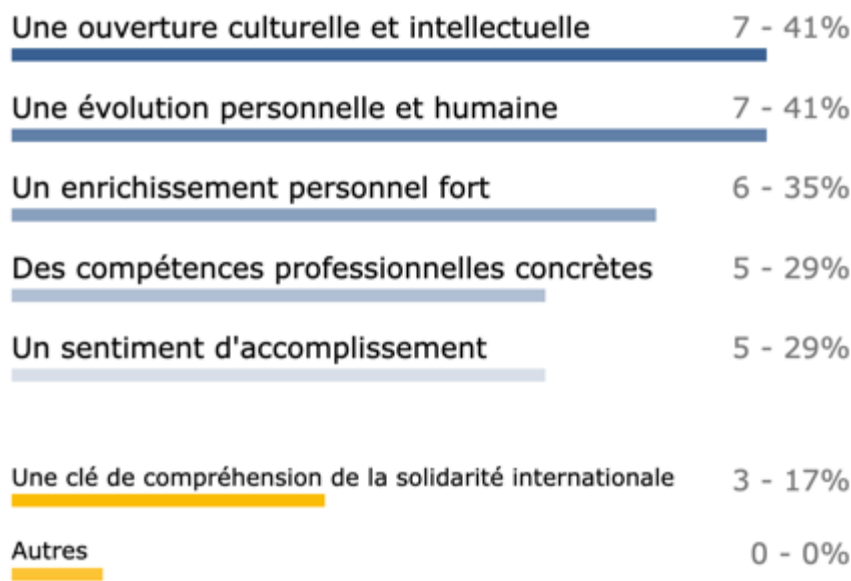 Une ouverture culturelle et intellectuelle 7 - 41%
Une évolution personnelle et humaine 7 - 41%
Un enrichissement personnel fort 6 - 35%
Des compétences professionnelles concrètes 5 - 29%
Un sentiment d'accomplissement 5 - 29%
Une clé de compréhension de la solidarité internationale 3 - 17%
Autres 0 - 0%